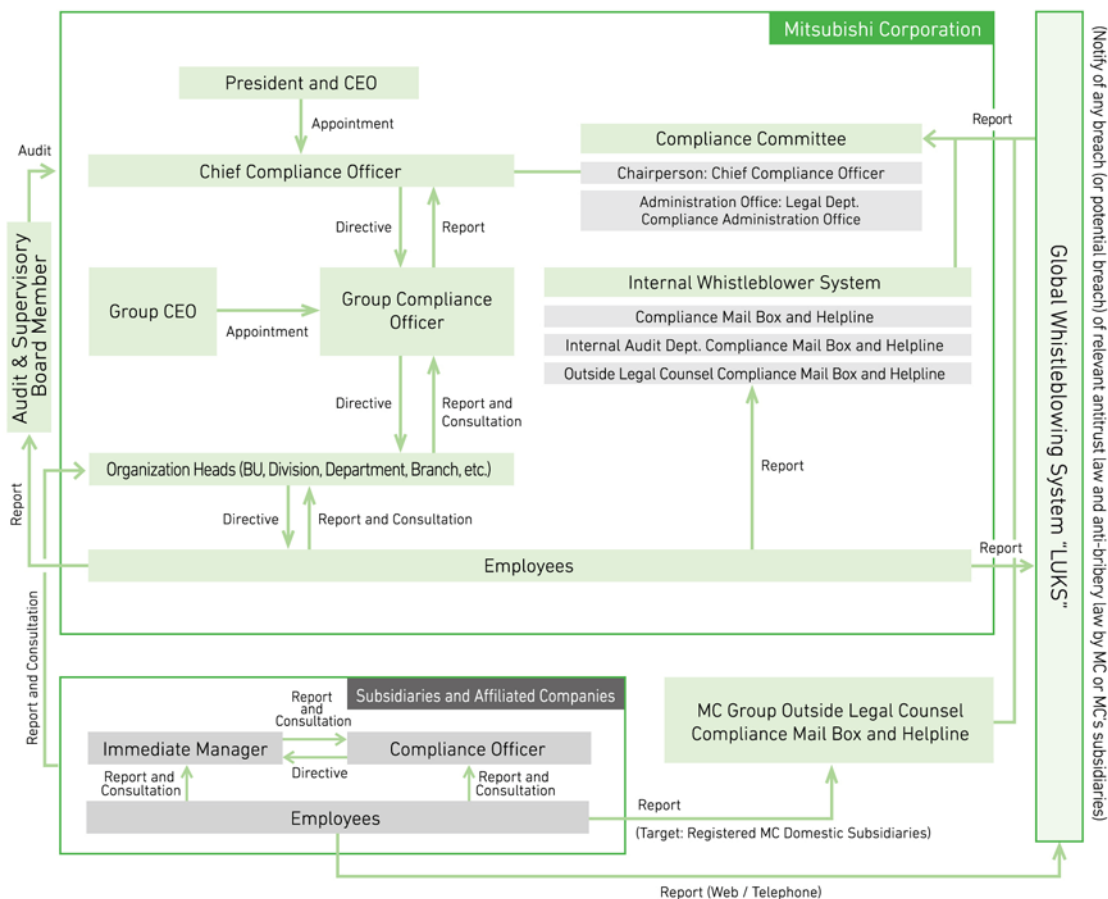 Mitsubishi Corporation
President and CEO
Appointment
Report
Compliance Committee
Audit
Chief Compliance Officer
Chairperson: Chief Compliance Officer
Administration Office: Legal Dept.
Compliance Administration Office
Directive
Report
Audit & Supervisory
Board Member
Group CEO
Appointment
Group Compliance
Officer
Internal Whistleblower System
Compliance Mail Box and Helpline
Internal Audit Dept. Compliance Mail Box and Helpline
Outside Legal Counsel Compliance Mail Box and Helpline
Directive
Report and
Consultation
Organization Heads (BU, Division, Department, Branch, etc.)
Report
Report
Directive
Report and Consultation
Employees
Report
Global Whistleblowing System "LUKS"
(Notify of any breach (or potential breach) of relevant antitrust law and anti-bribery law by MC or MC's subsidiaries)
Report and Consultation
Subsidiaries and Affiliated Companies
Report
and
Consultation
Immediate Manager
Compliance Officer
Directive
Report and
Consultation
Report and
Consultation
Employees
MC Group Outside Legal Counsel
Compliance Mail Box and Helpline
Report
(Target: Registered MC Domestic Subsidiaries)
Report (Web / Telephone)